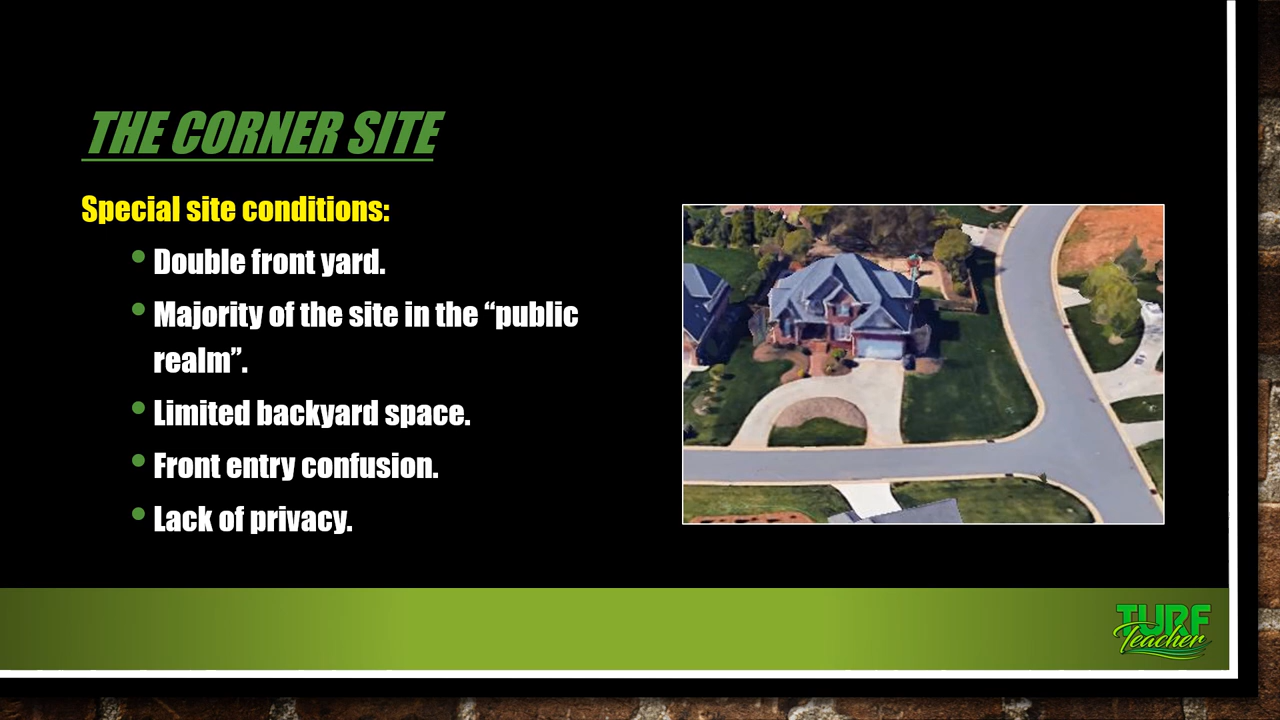 THE CORNER SITE
Special site conditions:
• Double front yard.
• Majority of the site in the “public
realm”.
• Limited backyard space.
• Front entry confusion.
• Lack of privacy.
TURF
Teacher